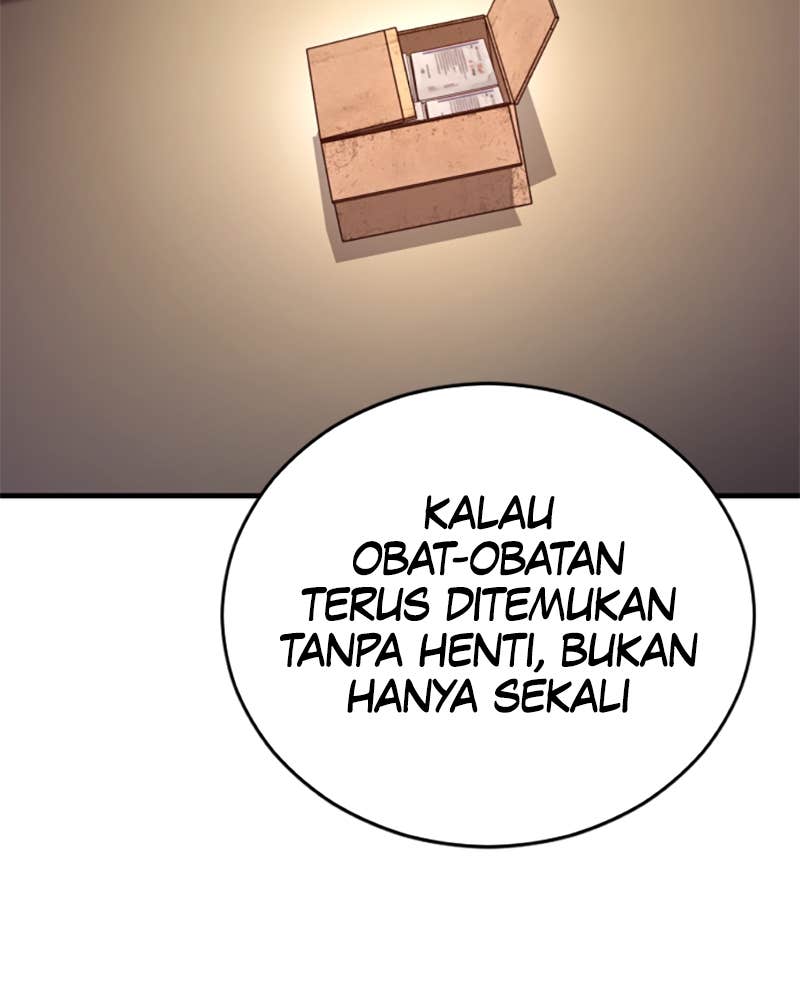 KALAU
OBAT-OBATAN
TERUS DITEMUKAN
TANPA HENTI, BUKAN
HANYA SEKALI